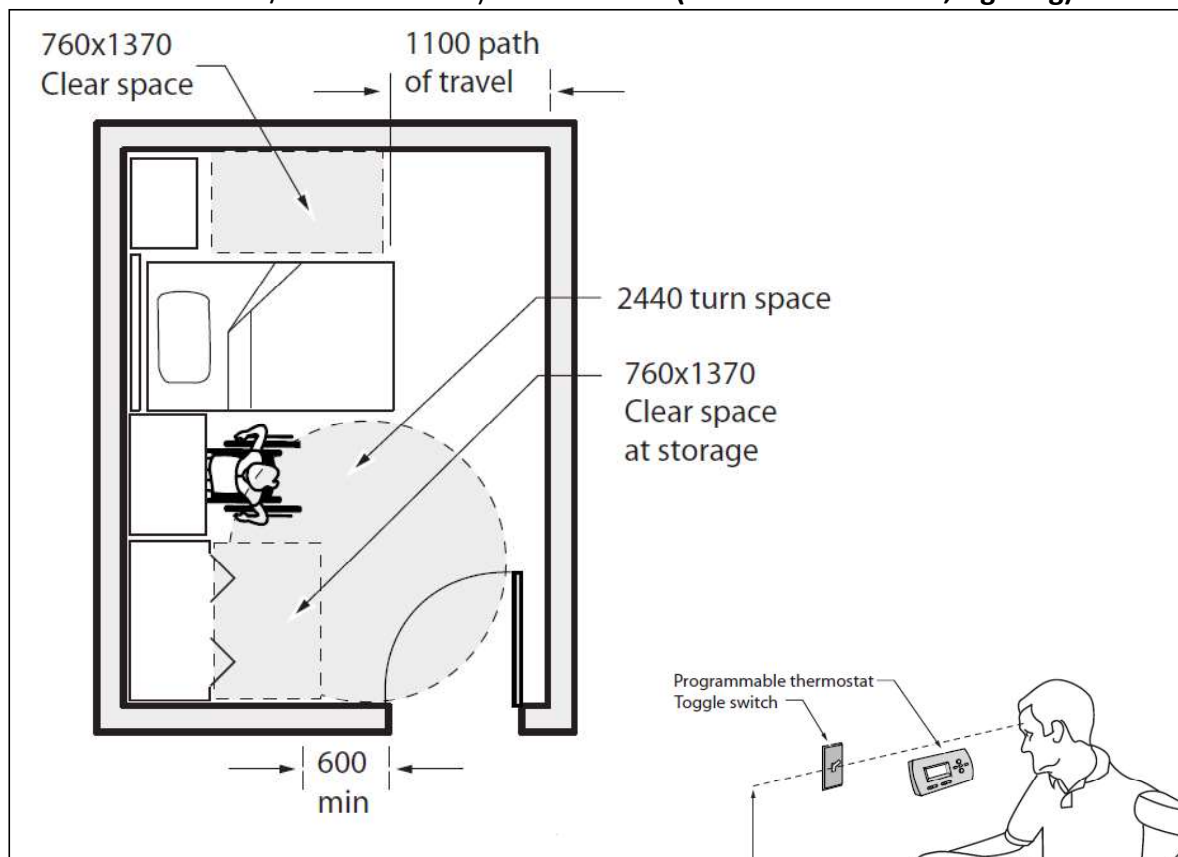 760x1370
Clear space
1100 path
of travel
2440 turn space
760x1370
Clear space
at storage
Programmable thermostat
Toggle switch
600
min